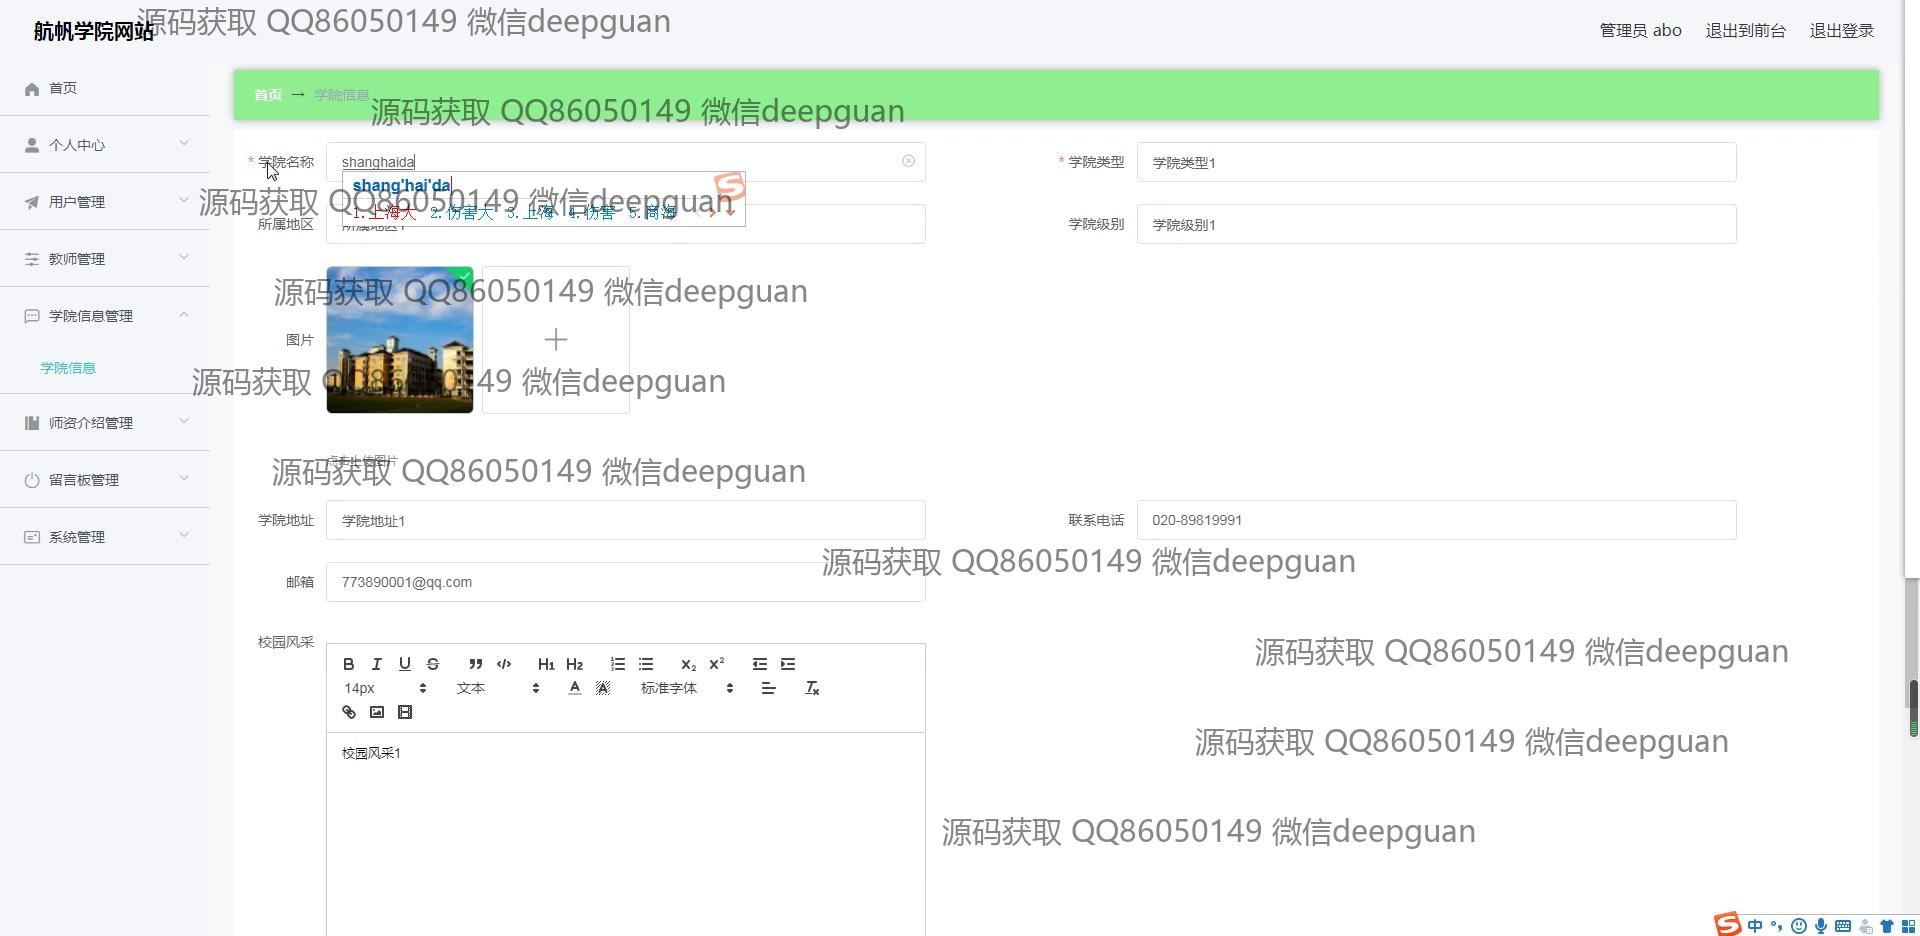 航帆学院网站
源码获取 QQ86050149 微信deepguan
管理员 abo
退出到前台
退出登录
首页
个人中心
用户管理
教师管理
学院信息管理
学院信息
师资介绍管理
留言板管理
系统管理
首页 → 学院信息
源码获取 QQ86050149 微信deepguan
* 学院名称
shanghaida
* 学院类型
学院类型1
shang'hai'da
源码获取 QQ86050149 微信deepguan
1.上海大 2.伤害大 3.上海 4.伤害 5.商海
所属地区
所属地区1
学院级别
学院级别1
源码获取 QQ86050149 微信deepguan
图片
源码获取 QQ86050149 微信deepguan
点击上传图片
源码获取 QQ86050149 微信deepguan
学院地址
学院地址1
联系电话
020-89819991
源码获取 QQ86050149 微信deepguan
邮箱
773890001@qq.com
校园风采
源码获取 QQ86050149 微信deepguan
B I U S H1 H2 X2 X2
14px 文本 A A 标准字体 Tx
校园风采1
源码获取 QQ86050149 微信deepguan
源码获取 QQ86050149 微信deepguan
S 中